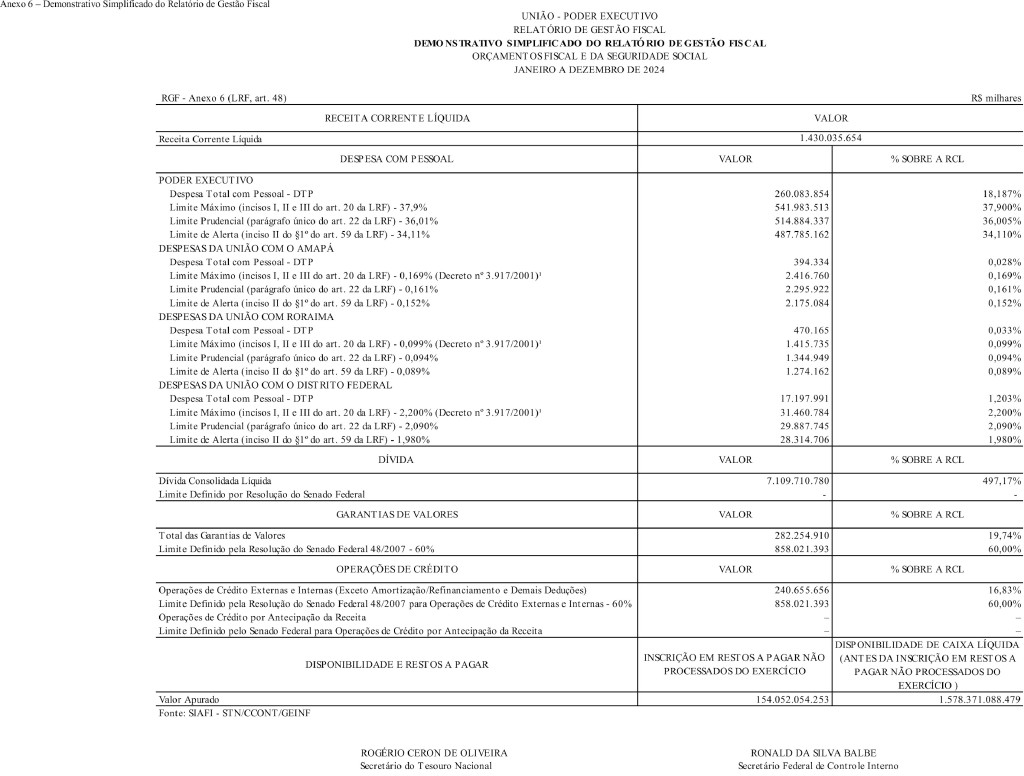 Anexo 6 – Demonstrativo Simplificado do Relatório de Gestão Fiscal
UNIÃO - PODER EXECUTIVO
RELATÓRIO DE GESTÃO FISCAL
DEMONSTRATIVO SIMPLIFICADO DO RELATÓRIO DE GESTÃO FISCAL
ORÇAMENTOS FISCAL E DA SEGURIDADE SOCIAL
JANEIRO A DEZEMBRO DE 2024
RGF - Anexo 6 (LRF, art. 48) R$ milhares
RECEITA CORRENTE LÍQUIDA VALOR
Receita Corrente Líquida 1.430.035.654
DESPESA COM PESSOAL VALOR % SOBRE A RCL
PODER EXECUTIVO
Despesa Total com Pessoal - DTP 260.083.854 18,187%
Limite Máximo (incisos I, II e III do art. 20 da LRF) - 37,9% 541.983.513 37,900%
Limite Prudencial (parágrafo único do art. 22 da LRF) - 36,01% 514.884.337 36,005%
Limite de Alerta (inciso II do §1º do art. 59 da LRF) - 34,11% 487.785.162 34,110%
DESPESAS DA UNIÃO COM O AMAPÁ
Despesa Total com Pessoal - DTP 394.334 0,028%
Limite Máximo (incisos I, II e III do art. 20 da LRF) - 0,169% (Decreto nº 3.917/2001)¹ 2.416.760 0,169%
Limite Prudencial (parágrafo único do art. 22 da LRF) - 0,161% 2.295.922 0,161%
Limite de Alerta (inciso II do §1º do art. 59 da LRF) - 0,152% 2.175.084 0,152%
DESPESAS DA UNIÃO COM RORAIMA
Despesa Total com Pessoal - DTP 470.165 0,033%
Limite Máximo (incisos I, II e III do art. 20 da LRF) - 0,099% (Decreto nº 3.917/2001)¹ 1.415.735 0,099%
Limite Prudencial (parágrafo único do art. 22 da LRF) - 0,094% 1.344.949 0,094%
Limite de Alerta (inciso II do §1º do art. 59 da LRF) - 0,089% 1.274.162 0,089%
DESPESAS DA UNIÃO COM O DISTRITO FEDERAL
Despesa Total com Pessoal - DTP 17.197.991 1,203%
Limite Máximo (incisos I, II e III do art. 20 da LRF) - 2,200% (Decreto nº 3.917/2001)¹ 31.460.784 2,200%
Limite Prudencial (parágrafo único do art. 22 da LRF) - 2,090% 29.887.745 2,090%
Limite de Alerta (inciso II do §1º do art. 59 da LRF) - 1,980% 28.314.706 1,980%
DÍVIDA VALOR % SOBRE A RCL
Dívida Consolidada Líquida 7.109.710.780 497,17%
Limite Definido por Resolução do Senado Federal - -
GARANTIAS DE VALORES VALOR % SOBRE A RCL
Total das Garantias de Valores 282.254.910 19,74%
Limite Definido pela Resolução do Senado Federal 48/2007 - 60% 858.021.393 60,00%
OPERAÇÕES DE CRÉDITO VALOR % SOBRE A RCL
Operações de Crédito Externas e Internas (Exceto Amortização/Refinanciamento e Demais Deduções) 240.655.656 16,83%
Limite Definido pela Resolução do Senado Federal 48/2007 para Operações de Crédito Externas e Internas - 60% 858.021.393 60,00%
Operações de Crédito por Antecipação da Receita – –
Limite Definido pelo Senado Federal para Operações de Crédito por Antecipação da Receita – –
DISPONIBILIDADE E RESTOS A PAGAR
INSCRIÇÃO EM RESTOS A PAGAR NÃO
PROCESSADOS DO EXERCÍCIO
DISPONIBILIDADE DE CAIXA LÍQUIDA
(ANTES DA INSCRIÇÃO EM RESTOS A
PAGAR NÃO PROCESSADOS DO
EXERCÍCIO )
Valor Apurado 154.052.054.253 1.578.371.088.479
Fonte: SIAFI - STN/CCONT/GEINF
ROGÉRIO CERON DE OLIVEIRA RONALD DA SILVA BALBE
Secretário do Tesouro Nacional Secretário Federal de Controle Interno